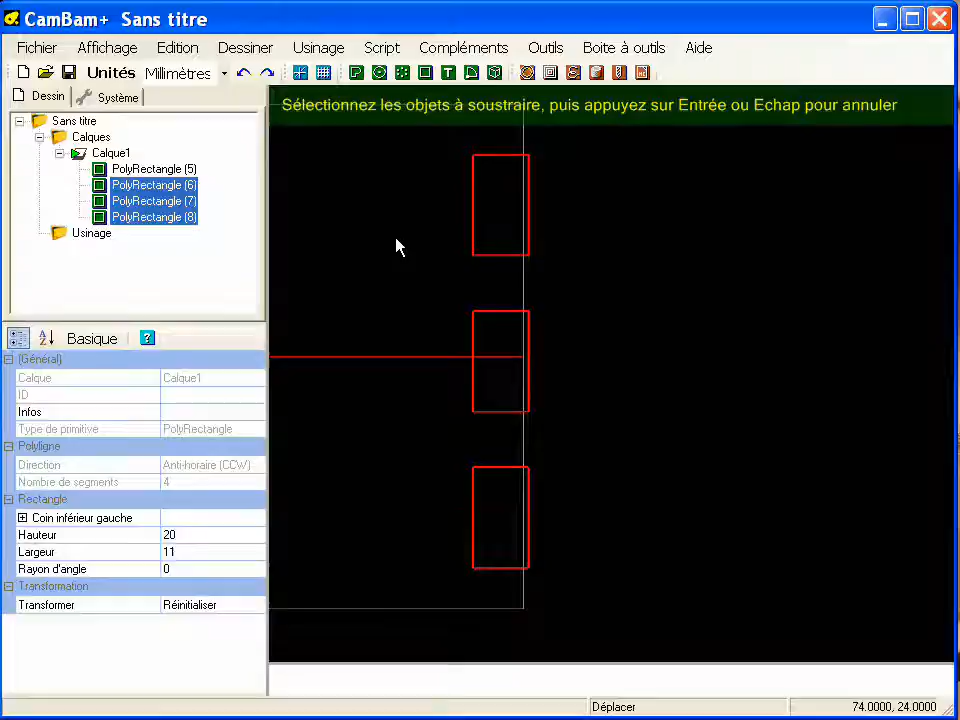 CamBam+ Sans titre
Fichier Affichage Edition Dessiner Usinage Script Compléments Outils Boite à outils Aide
Unités Millimètres
Dessin Système
Sélectionnez les objets à soustraire, puis appuyez sur Entrée ou Echap pour annuler
Sans titre
Calques
Calque1
PolyRectangle (5)
PolyRectangle (6)
PolyRectangle (7)
PolyRectangle (8)
Usinage
Basique
(Général)
Calque Calque1
ID
Infos
Type de primitive PolyRectangle
Polyligne
Direction Anti-horaire (CCW)
Nombre de segments 4
Rectangle
Coin inférieur gauche
Hauteur 20
Largeur 11
Rayon d'angle 0
Transformation
Transformer Réinitialiser
Déplacer 74.0000, 24.0000